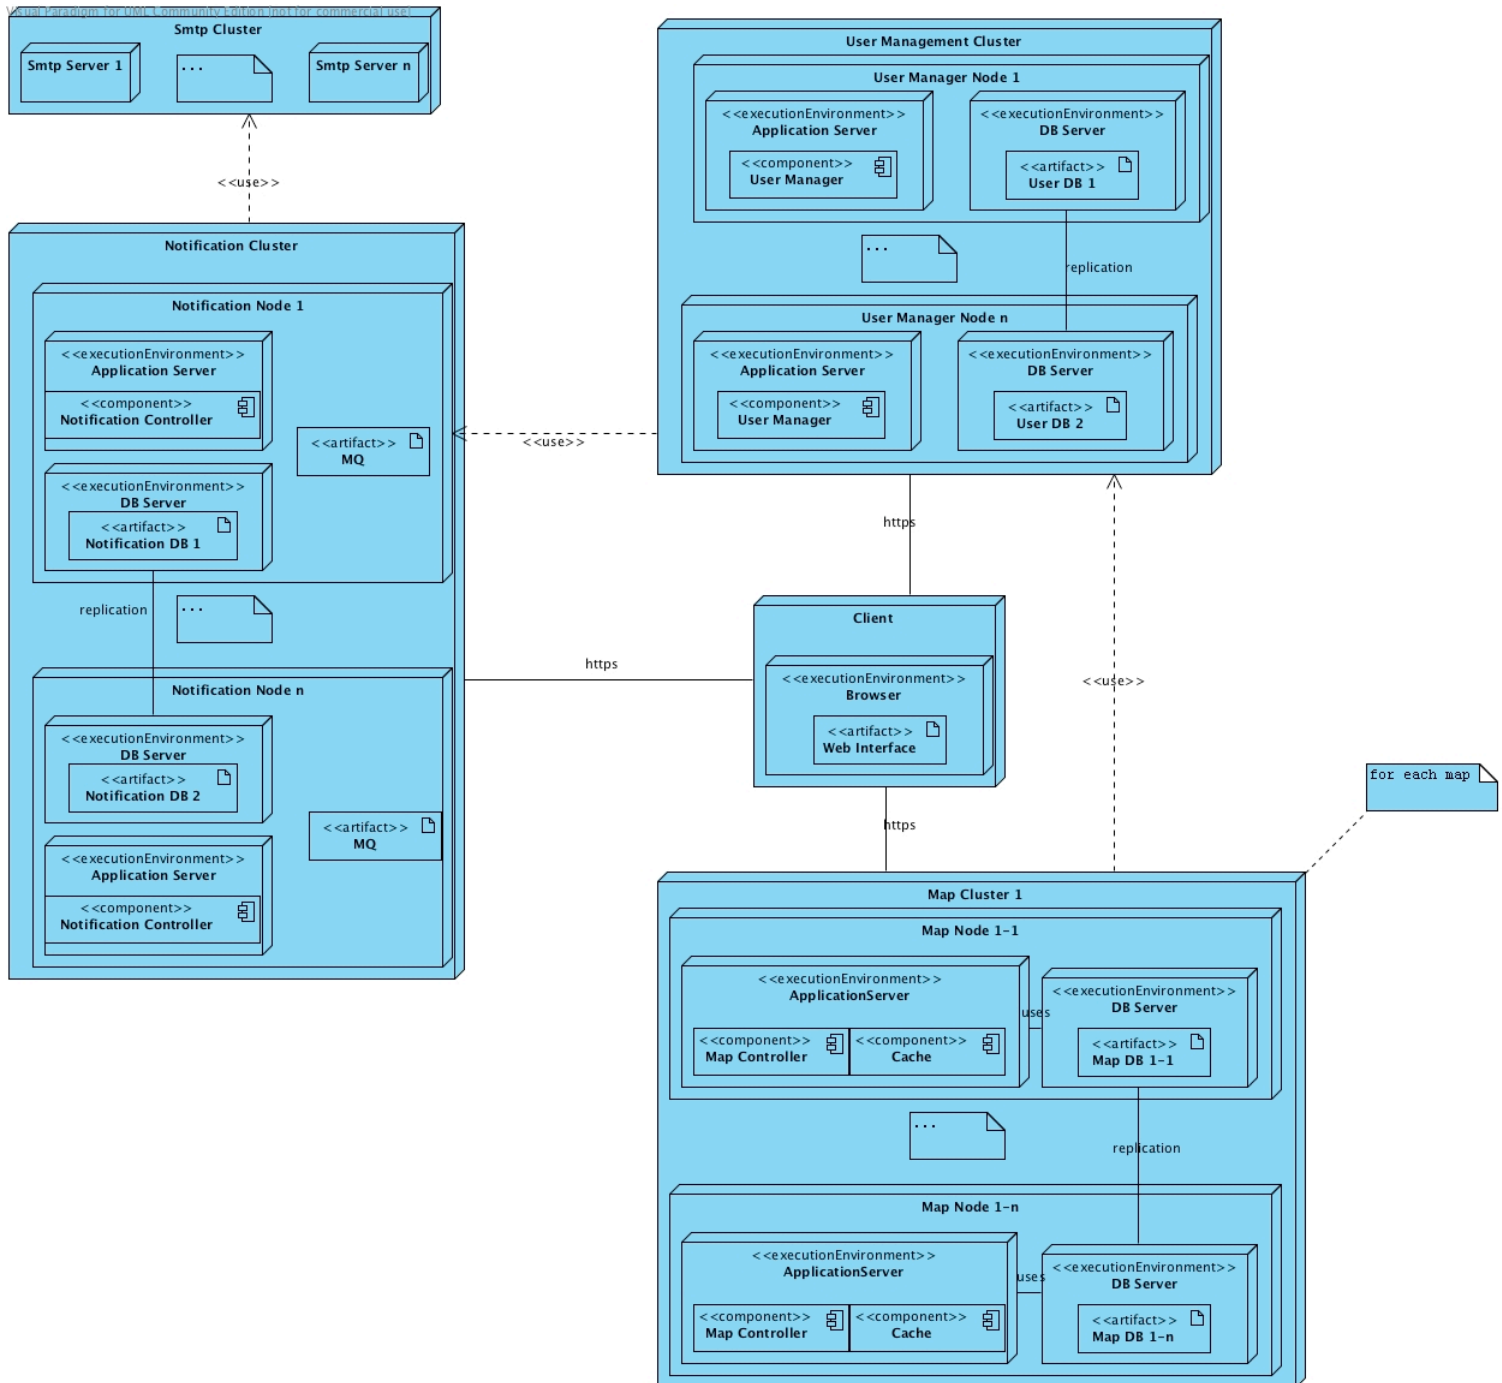 Visual Paradigm for UML Community Edition [not for commercial use]
Smtp Cluster
Smtp Server 1
...
Smtp Server n
<<use>>
Notification Cluster
Notification Node 1
<<executionEnvironment>>
Application Server
<<component>>
Notification Controller
<<artifact>>
MQ
<<executionEnvironment>>
DB Server
<<artifact>>
Notification DB 1
replication
...
Notification Node n
<<executionEnvironment>>
DB Server
<<artifact>>
Notification DB 2
<<artifact>>
MQ
<<executionEnvironment>>
Application Server
<<component>>
Notification Controller
User Management Cluster
User Manager Node 1
<<executionEnvironment>>
Application Server
<<component>>
User Manager
<<executionEnvironment>>
DB Server
<<artifact>>
User DB 1
...
replication
User Manager Node n
<<executionEnvironment>>
Application Server
<<component>>
User Manager
<<executionEnvironment>>
DB Server
<<artifact>>
User DB 2
<<use>>
https
Client
<<executionEnvironment>>
Browser
<<artifact>>
Web Interface
https
https
<<use>>
for each map
Map Cluster 1
Map Node 1-1
<<executionEnvironment>>
ApplicationServer
<<component>>
Map Controller
<<component>>
Cache
uses
<<executionEnvironment>>
DB Server
<<artifact>>
Map DB 1-1
...
replication
Map Node 1-n
<<executionEnvironment>>
ApplicationServer
<<component>>
Map Controller
<<component>>
Cache
uses
<<executionEnvironment>>
DB Server
<<artifact>>
Map DB 1-n